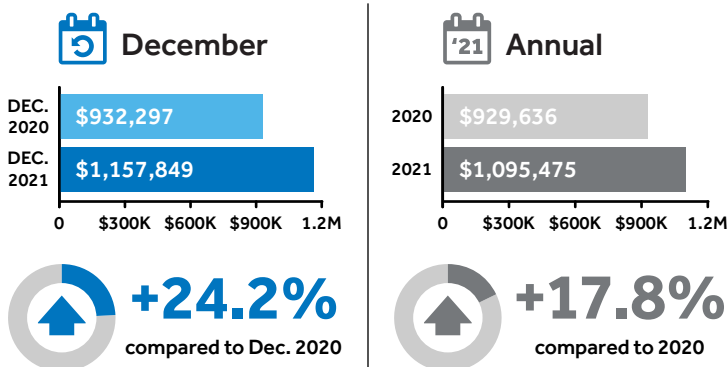 December
DEC.
2020
$932,297
DEC.
2021
$1,157,849
0 $300K $600K $900K 1.2M
+24.2%
compared to Dec. 2020
'21 Annual
2020 $929,636
2021 $1,095,475
0 $300K $600K $900K 1.2M
+17.8%
compared to 2020